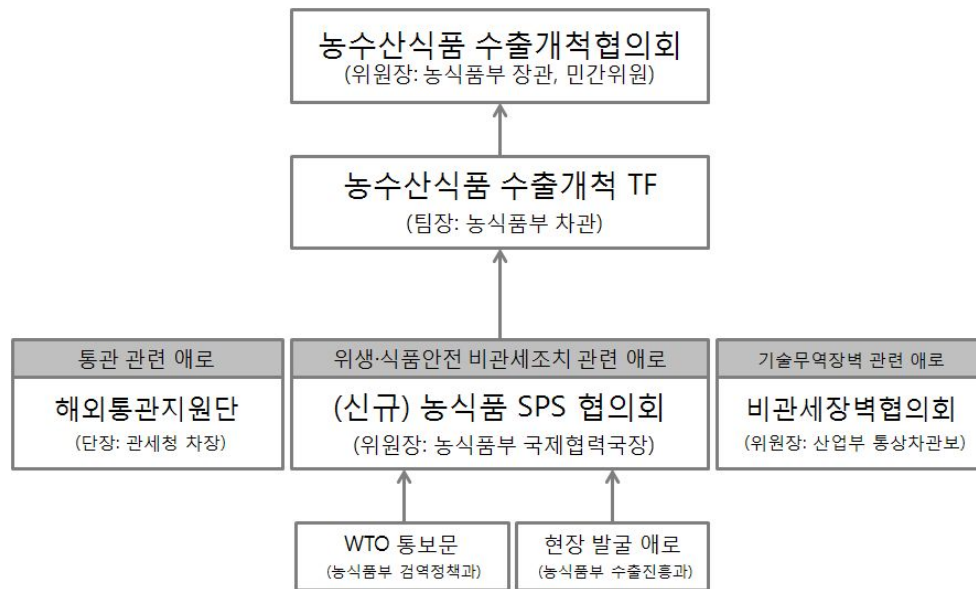 농수산식품 수출개척협의회
(위원장: 농식품부 장관, 민간위원)
농수산식품 수출개척 TF
(팀장: 농식품부 차관)
통관 관련 애로
해외통관지원단
(단장: 관세청 차장)
위생·식품안전 비관세조치 관련 애로
(신규) 농식품 SPS 협의회
(위원장: 농식품부 국제협력국장)
기술무역장벽 관련 애로
비관세장벽협의회
(위원장: 산업부 통상차관보)
WTO 통보문
(농식품부 검역정책과)
현장 발굴 애로
(농식품부 수출진흥과)